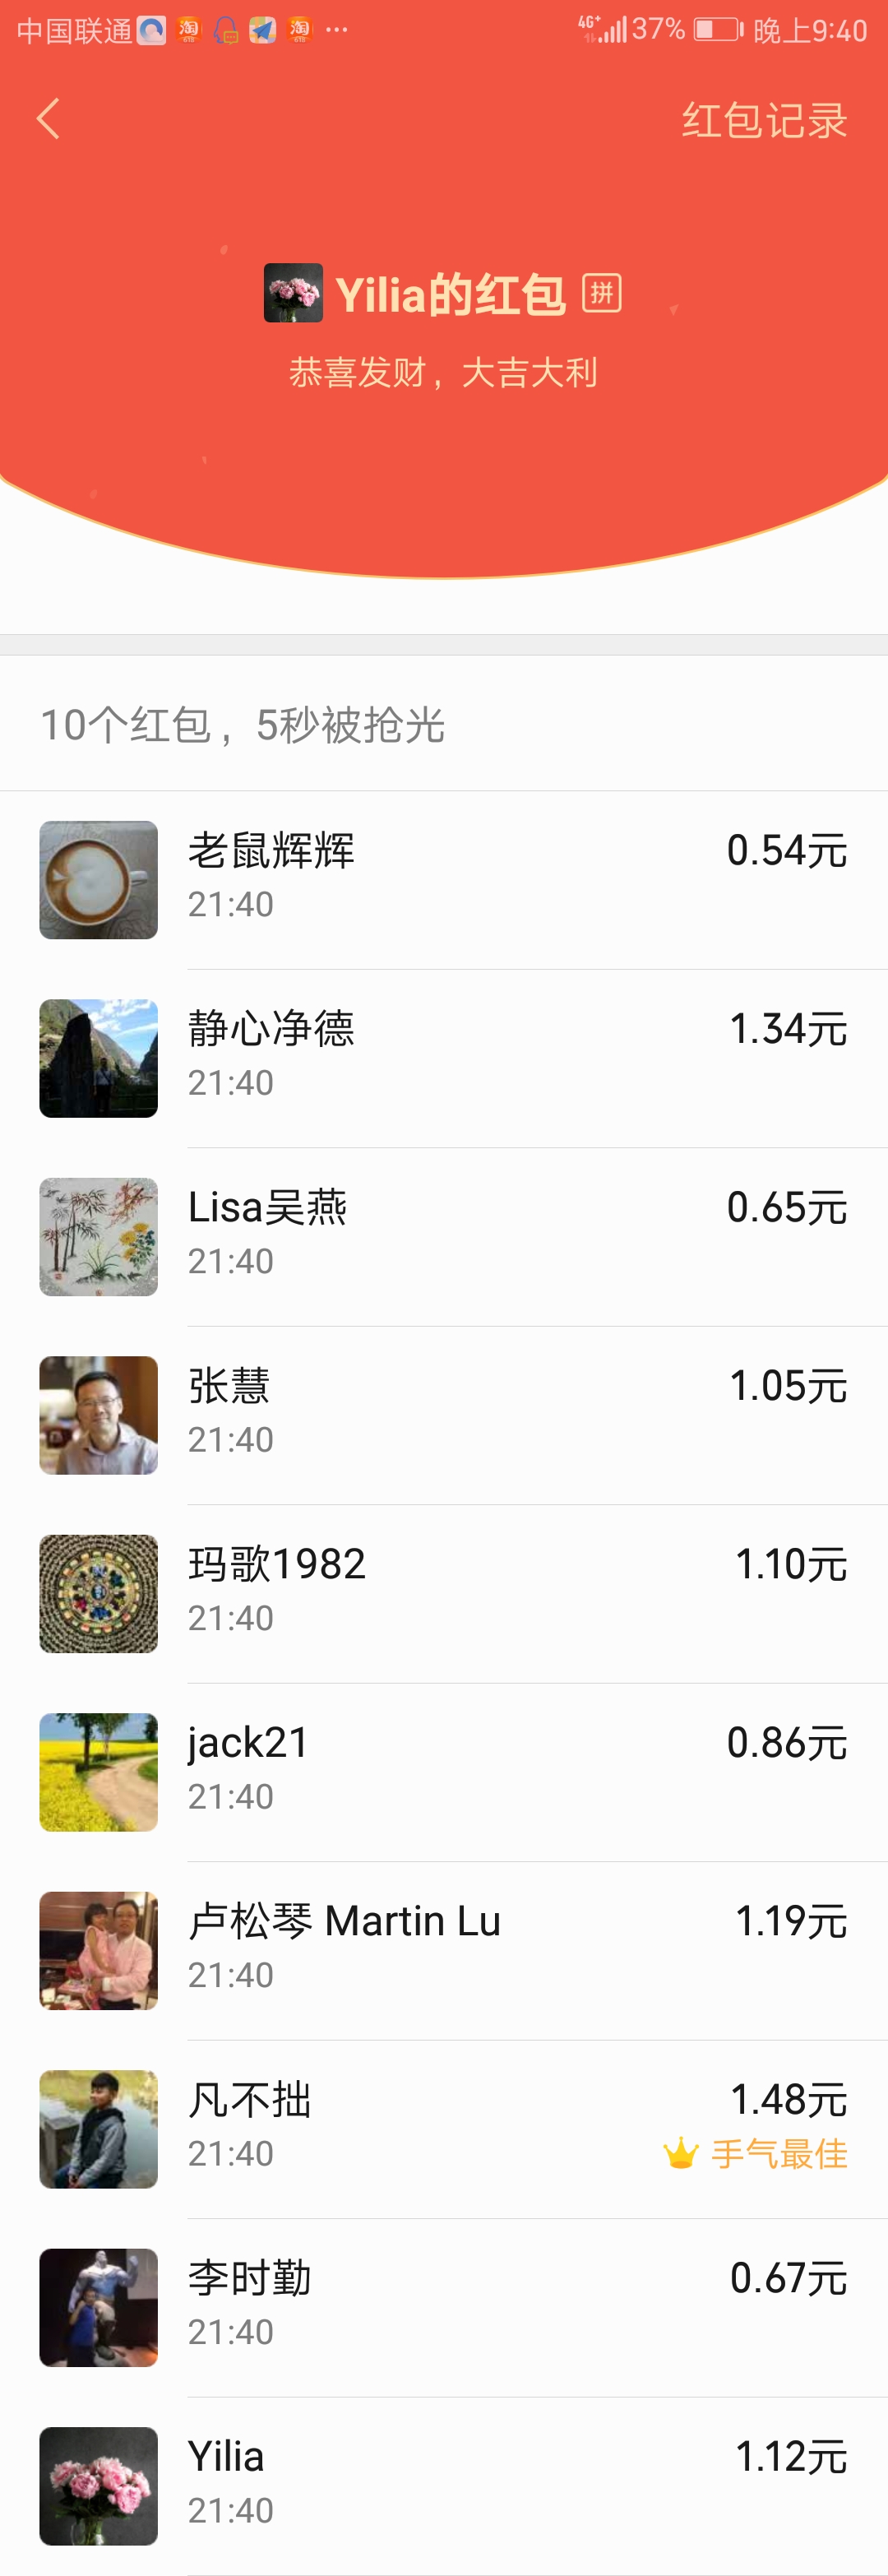 中国联通 淘 淘 ... 4G+ 37% 晚上9:40
红包记录
Yilia的红包 拼
恭喜发财，大吉大利
10个红包，5秒被抢光
老鼠辉辉 0.54元
21:40
静心净德 1.34元
21:40
Lisa吴燕 0.65元
21:40
张慧 1.05元
21:40
玛歌1982 1.10元
21:40
jack21 0.86元
21:40
卢松琴 Martin Lu 1.19元
21:40
凡不拙 1.48元
21:40 手气最佳
李时勤 0.67元
21:40
Yilia 1.12元
21:40